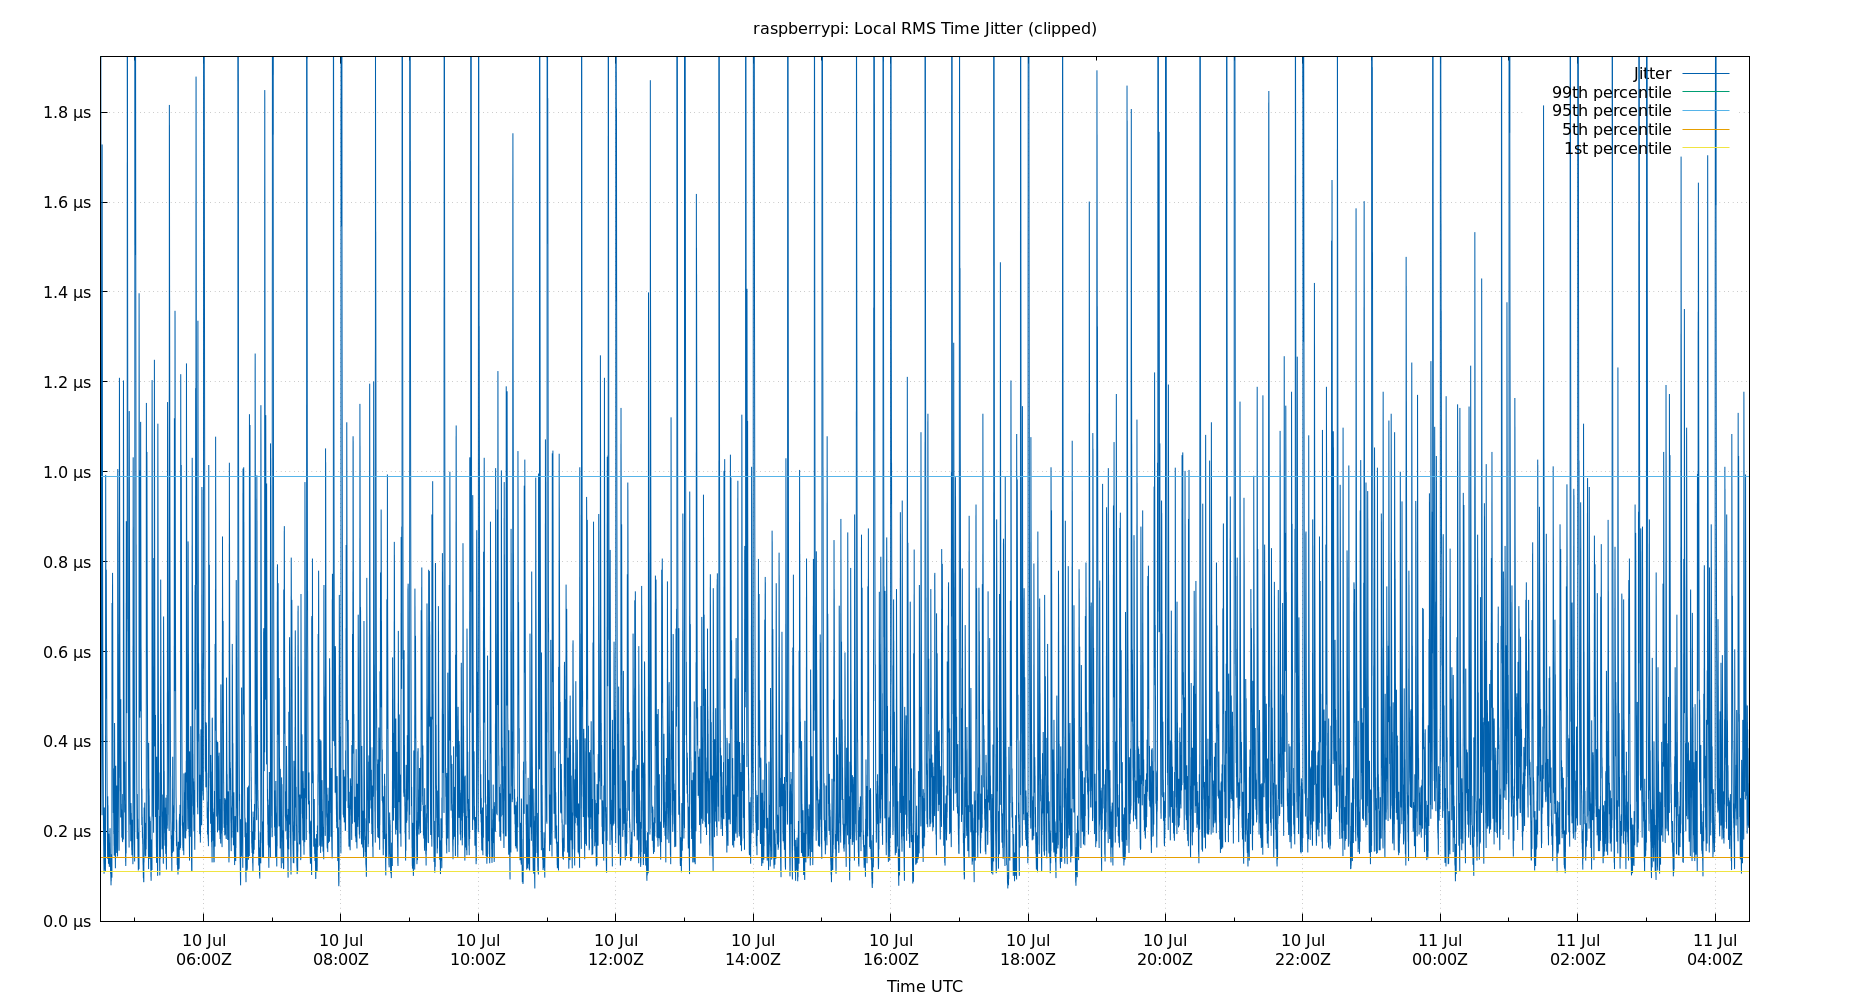 raspberrypi: Local RMS Time Jitter (clipped)
Jitter
99th percentile
95th percentile
5th percentile
1st percentile
1.8 µs
1.6 µs
1.4 µs
1.2 µs
1.0 µs
0.8 µs
0.6 µs
0.4 µs
0.2 µs
0.0 µs
10 Jul 10 Jul 10 Jul 10 Jul 10 Jul 10 Jul 10 Jul 10 Jul 10 Jul 11 Jul 11 Jul 11 Jul
06:00Z 08:00Z 10:00Z 12:00Z 14:00Z 16:00Z 18:00Z 20:00Z 22:00Z 00:00Z 02:00Z 04:00Z
Time UTC